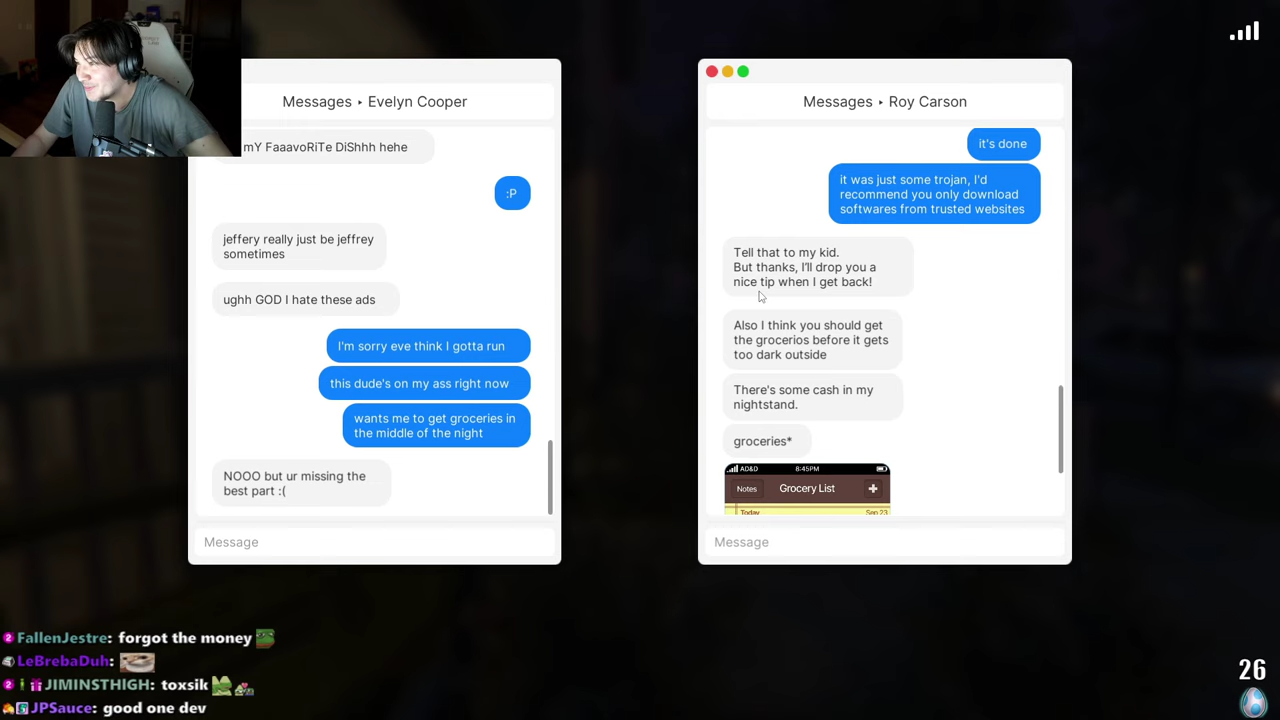 Messages ▸ Evelyn Cooper
mY FaaavoRiTe DiShhh hehe
:P
jeffery really just be jeffrey
sometimes
ughh GOD I hate these ads
I'm sorry eve think I gotta run
this dude's on my ass right now
wants me to get groceries in
the middle of the night
NOOO but ur missing the
best part :(
Message
Messages ▸ Roy Carson
it's done
it was just some trojan, I'd
recommend you only download
softwares from trusted websites
Tell that to my kid.
But thanks, I'll drop you a
nice tip when I get back!
Also I think you should get
the grocerios before it gets
too dark outside
There's some cash in my
nightstand.
groceries*
AD&D 8:45PM
Notes Grocery List +
Today Sep 23
Message
2 FallenJestre: forgot the money
LeBrebaDuh:
2 JIMINSTHIGH: toxsik
JPSauce: good one dev
26